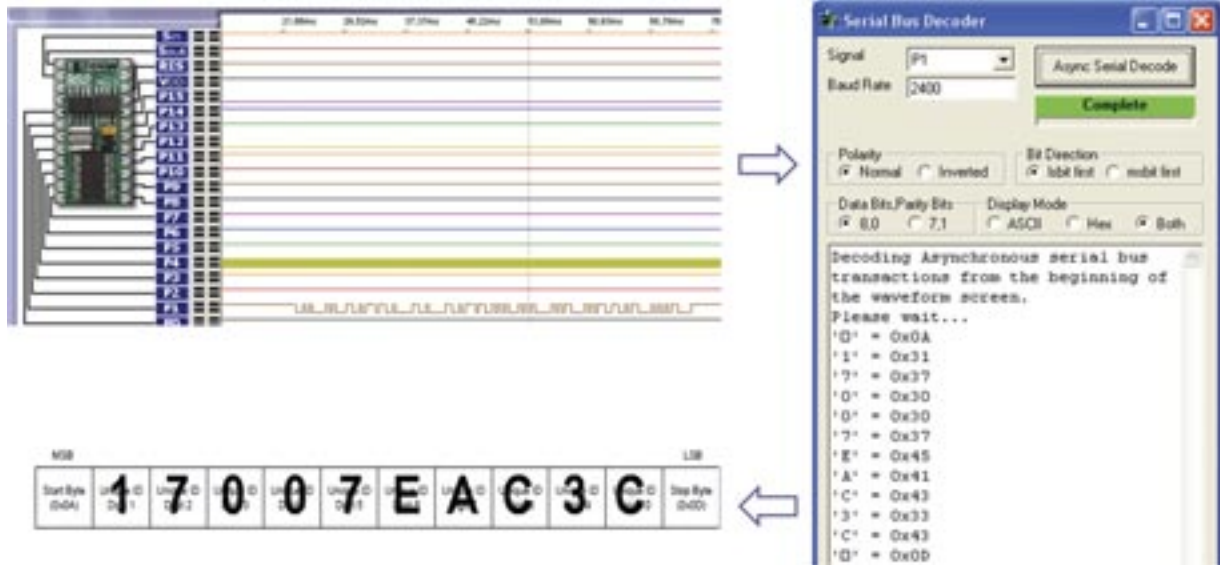 Serial Bus Decoder
Signal P1
Async Serial Decode
Baud Rate 2400
Complete
Polarity
Normal Inverted
Bit Direction
lsbit first msbit first
Data Bits,Parity Bits
8,0 7,1
Display Mode
ASCII Hex Both
Decoding Asynchronous serial bus
transactions from the beginning of
the waveform screen.
Please wait...
'□' = 0x0A
'1' = 0x31
'7' = 0x37
'0' = 0x30
'0' = 0x30
'7' = 0x37
'E' = 0x45
'A' = 0x41
'C' = 0x43
'3' = 0x33
'C' = 0x43
'□' = 0x0D
RES
VDD
P15
P14
P13
P12
P11
P10
P9
P8
P7
P6
P5
P4
P3
P2
P1
MSB
LSB
Start Byte
(0x0A)
1 7 0 0 7 E A C 3 C
Stop Byte
(0x0D)